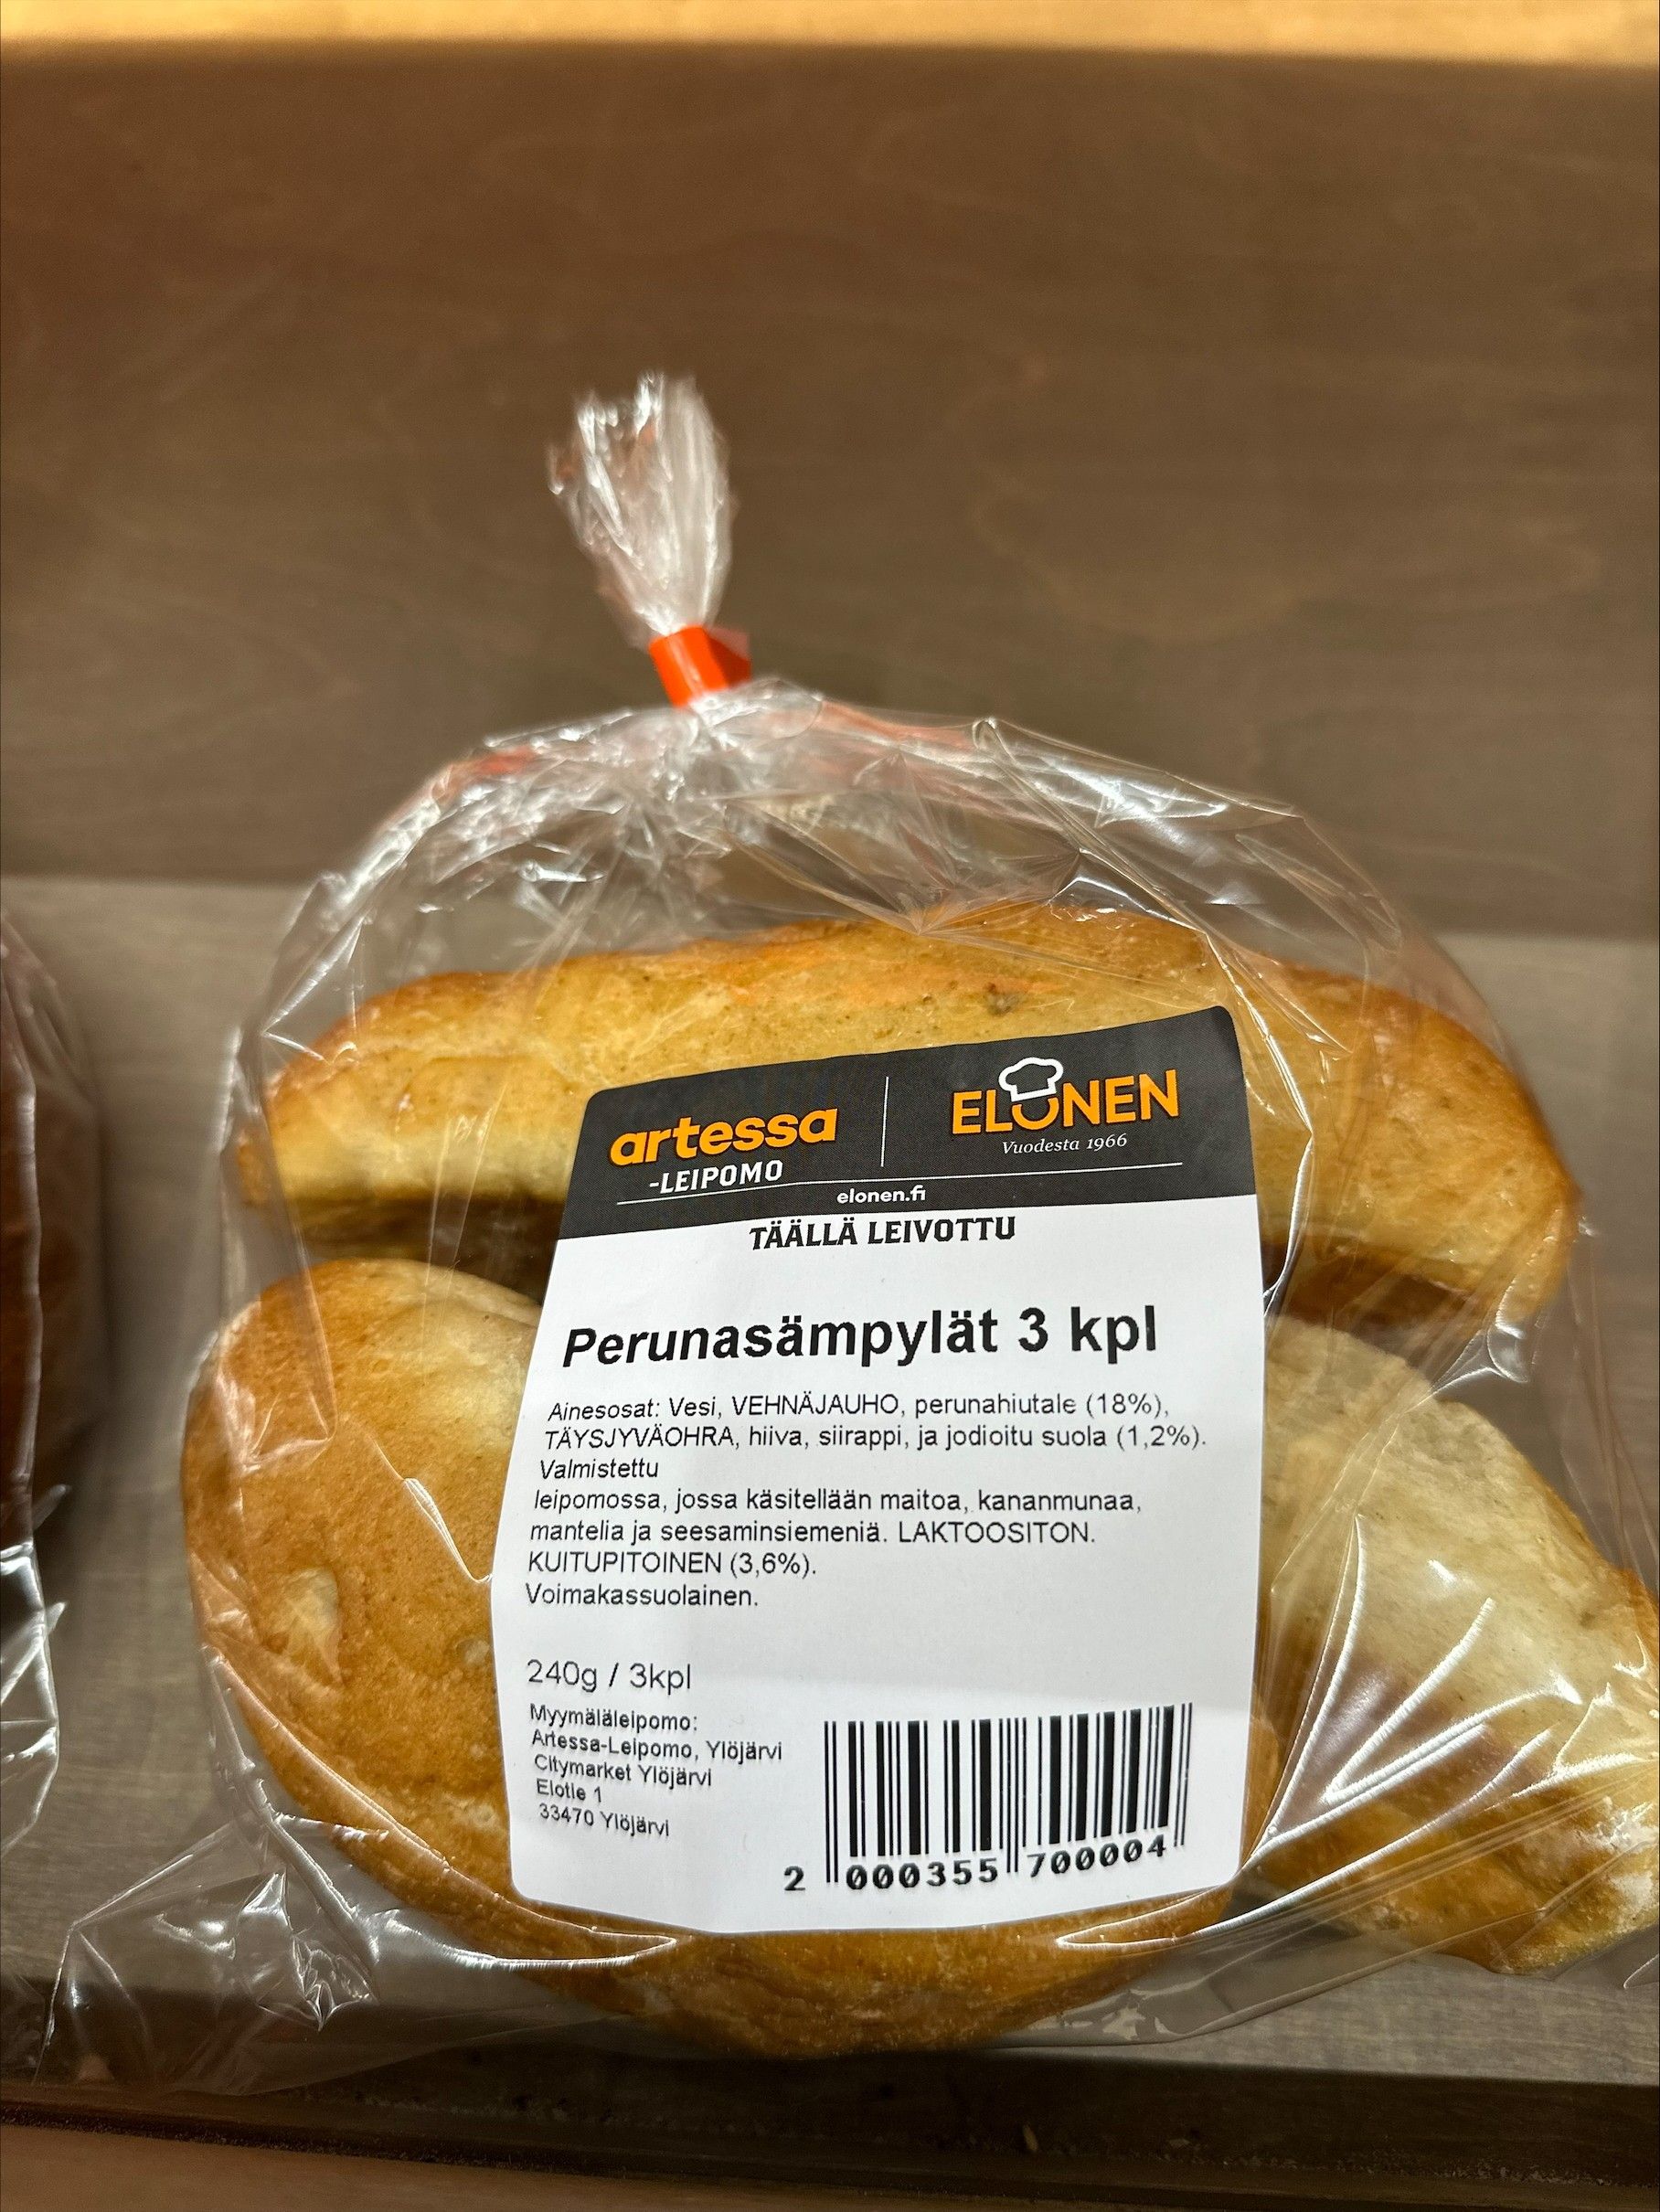 artessa
-LEIPOMO
ELONEN
Vuodesta 1966
elonen.fi
TÄÄLLÄ LEIVOTTU
Perunasämpylät 3 kpl
Ainesosat: Vesi, VEHNÄJAUHO, perunahiutale (18%),
TÄYSJYVÄOHRA, hiiva, siirappi, ja jodioitu suola (1,2%).
Valmistettu
leipomossa, jossa käsitellään maitoa, kananmunaa,
mantelia ja seesaminsiemeniä. LAKTOOSITON.
KUITUPITOINEN (3,6%).
Voimakassuolainen.
240g / 3kpl
Myymäläleipomo:
Artessa-Leipomo, Ylöjärvi
Citymarket Ylöjärvi
Elotie 1
33470 Ylöjärvi
2 000355 700004